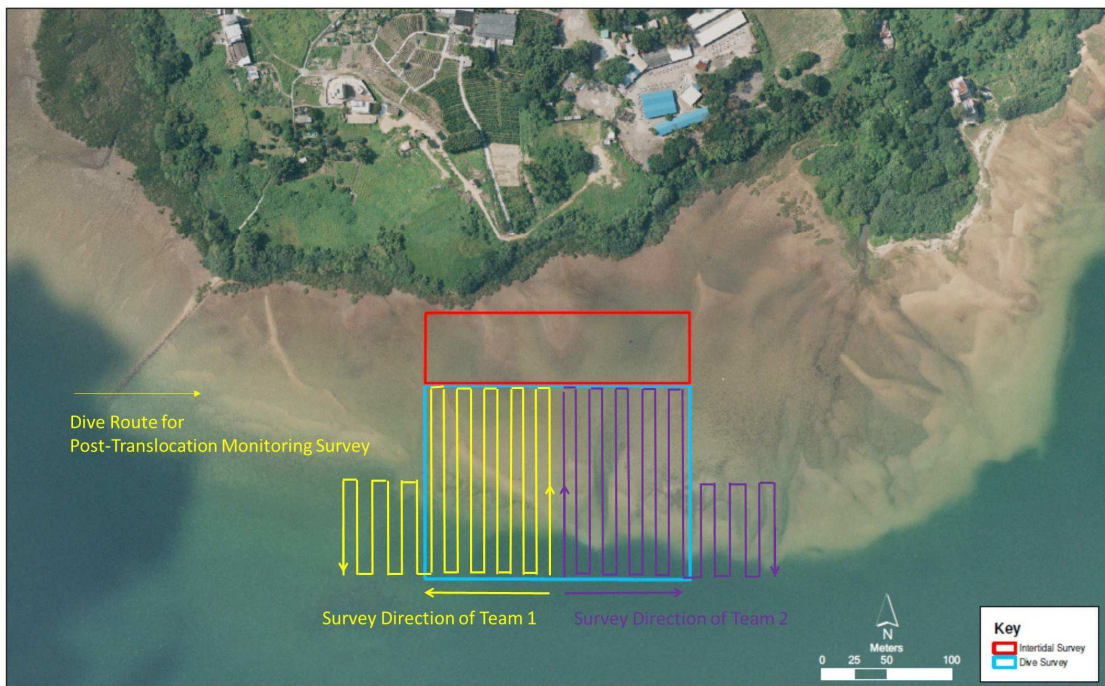 Dive Route for
Post-Translocation Monitoring Survey
Survey Direction of Team 1
Survey Direction of Team 2
N
Meters
0 25 50 100
Key
Intertidal Survey
Dive Survey